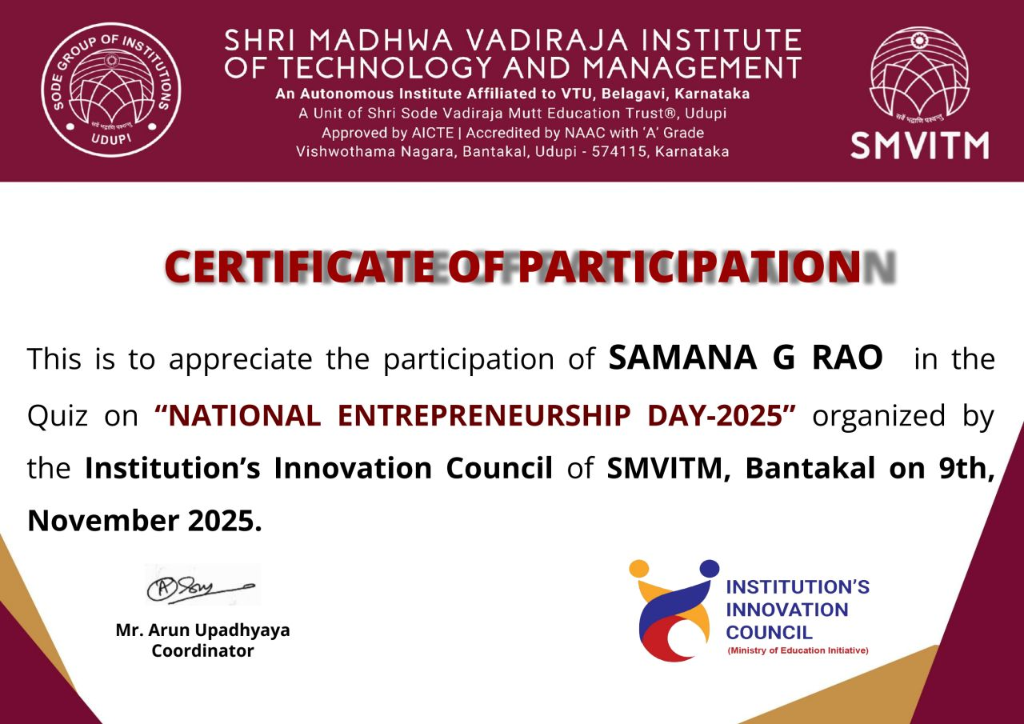 SODE GROUP OF INSTITUTIONS
UDUPI
SHRI MADHWA VADIRAJA INSTITUTE
OF TECHNOLOGY AND MANAGEMENT
An Autonomous Institute Affiliated to VTU, Belagavi, Karnataka
A Unit of Shri Sode Vadiraja Mutt Education Trust®, Udupi
Approved by AICTE | Accredited by NAAC with ‘A’ Grade
Vishwothama Nagara, Bantakal, Udupi - 574115, Karnataka
SMVITM
CERTIFICATE OF PARTICIPATION
This is to appreciate the participation of SAMANA G RAO in the
Quiz on “NATIONAL ENTREPRENEURSHIP DAY-2025” organized by
the Institution’s Innovation Council of SMVITM, Bantakal on 9th,
November 2025.
Mr. Arun Upadhyaya
Coordinator
INSTITUTION’S
INNOVATION
COUNCIL
(Ministry of Education Initiative)